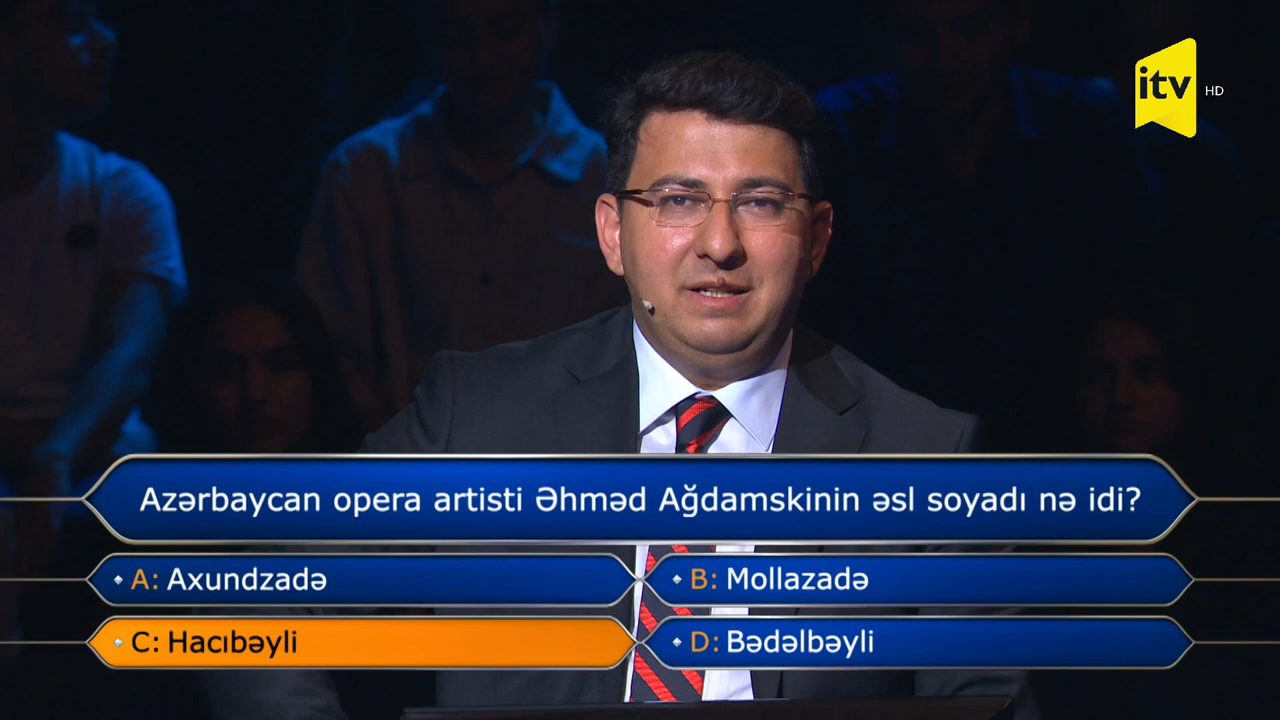 itv HD
Azərbaycan opera artisti Əhməd Ağdamskinin əsl soyadı nə idi?
A: Axundzadə
B: Mollazadə
C: Hacıbəyli
D: Bədəlbəyli